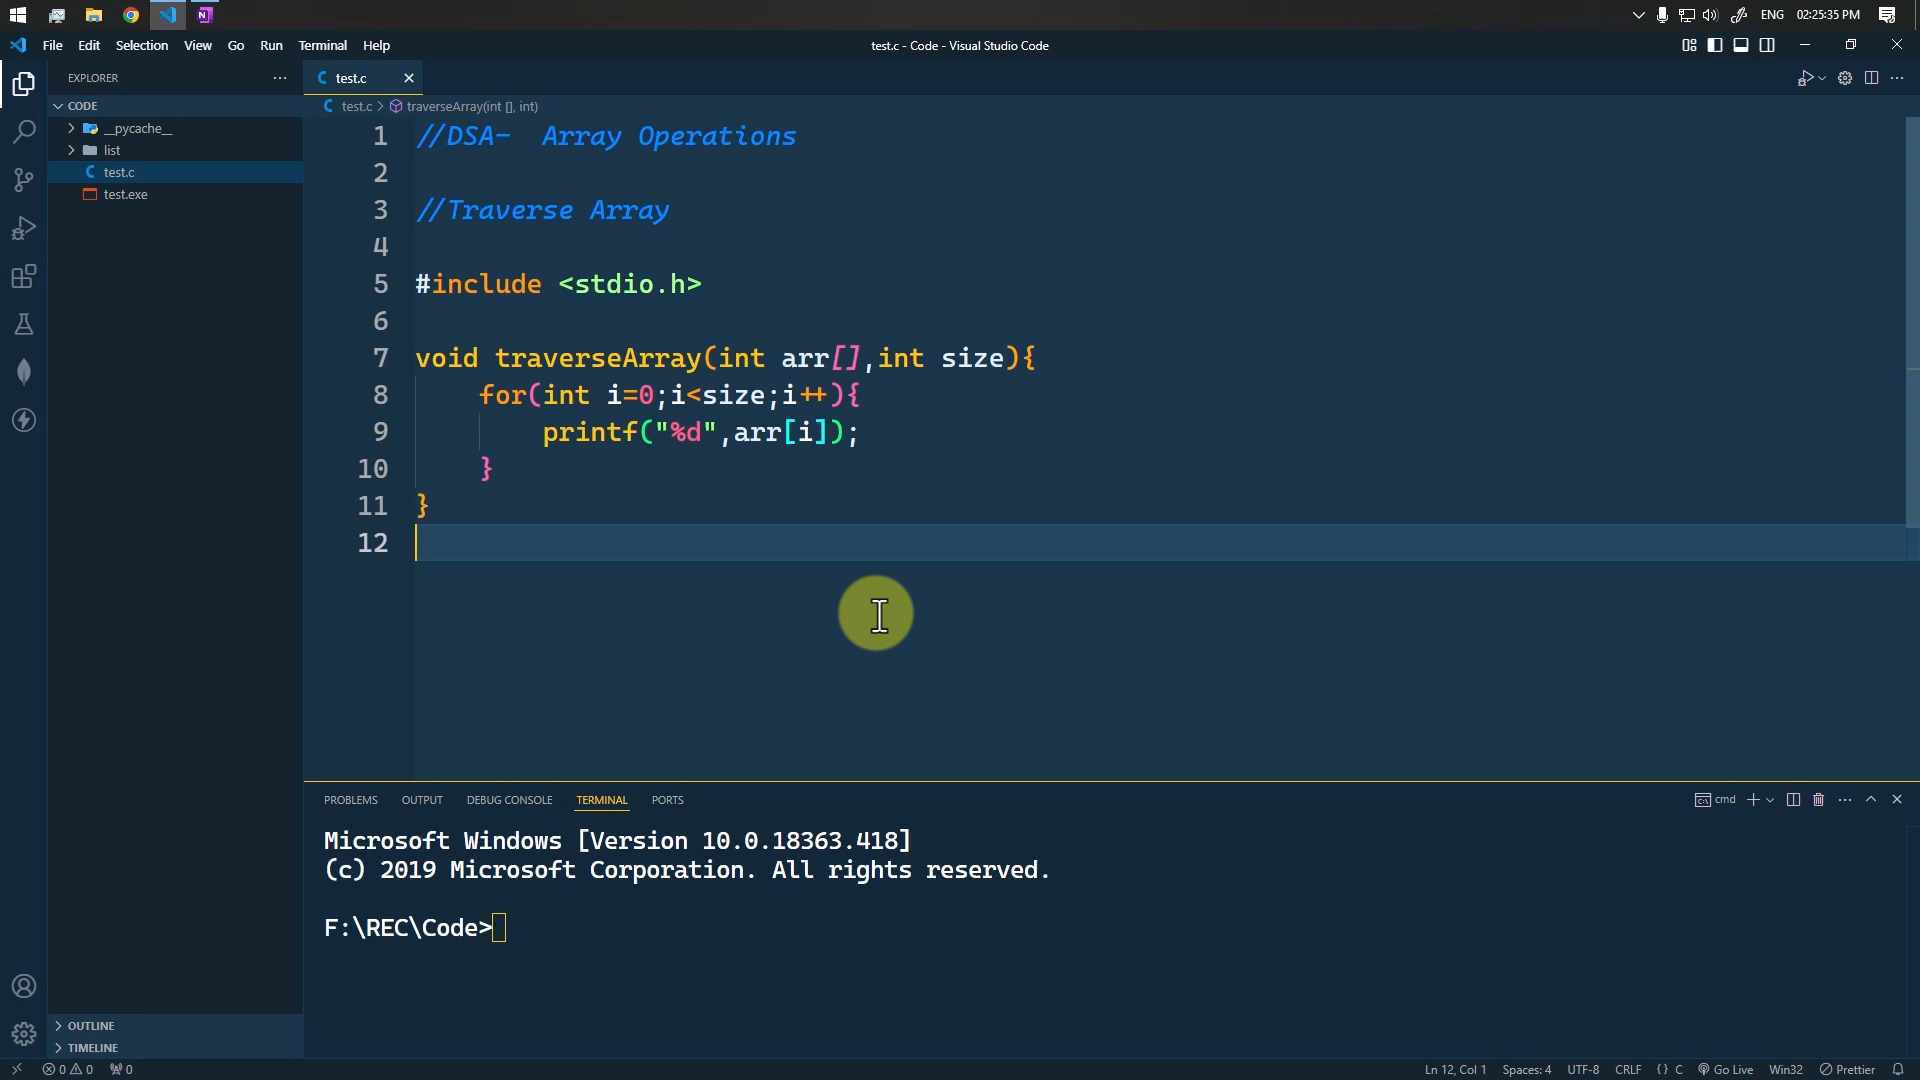 ENG 02:25:35 PM
File Edit Selection View Go Run Terminal Help
test.c - Code - Visual Studio Code
EXPLORER
CODE
__pycache__
list
test.c
test.exe
OUTLINE
TIMELINE
test.c
test.c > traverseArray(int [], int)
1 //DSA-  Array Operations
2
3 //Traverse Array
4
5 #include <stdio.h>
6
7 void traverseArray(int arr[],int size){
8     for(int i=0;i<size;i++){
9         printf("%d",arr[i]);
10     }
11 }
12
PROBLEMS OUTPUT DEBUG CONSOLE TERMINAL PORTS
cmd
Microsoft Windows [Version 10.0.18363.418]
(c) 2019 Microsoft Corporation. All rights reserved.
F:\REC\Code>
0 0 0
Ln 12, Col 1 Spaces: 4 UTF-8 CRLF {} C Go Live Win32 Prettier